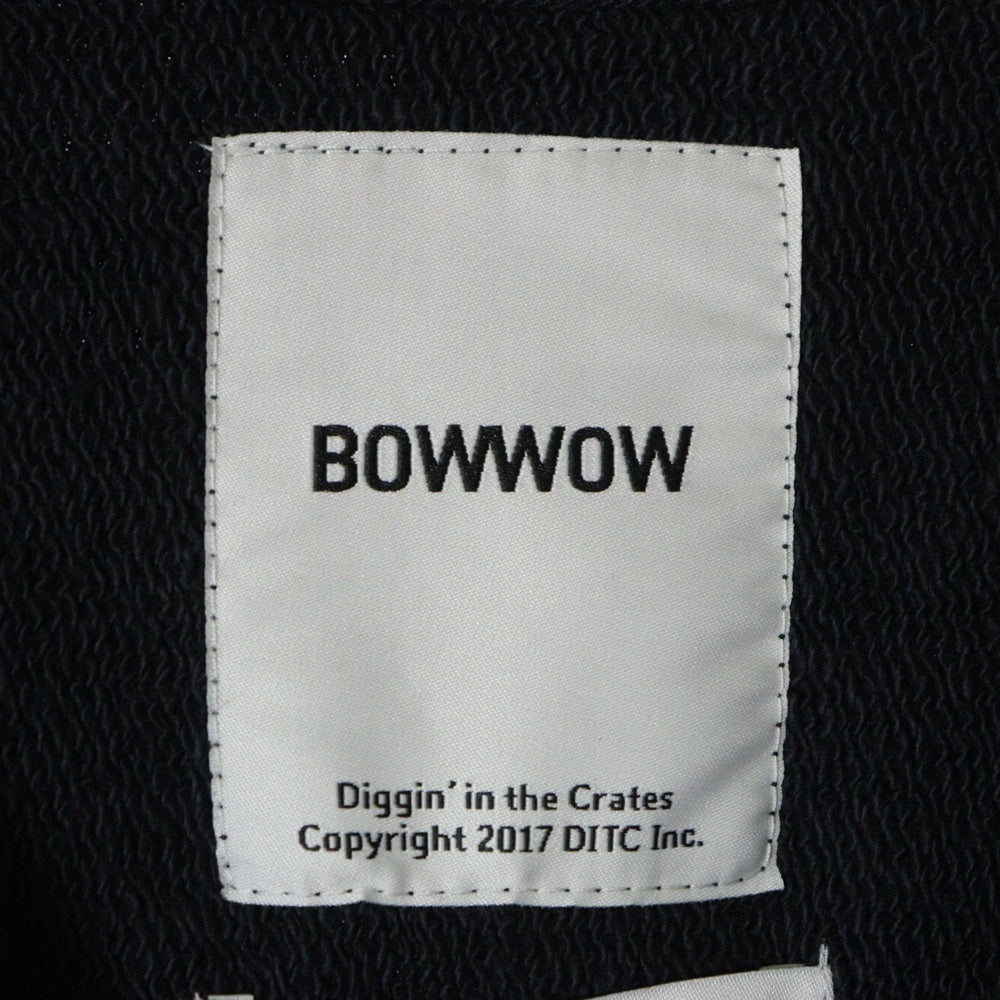 BOWWOW
Diggin' in the Crates
Copyright 2017 DITC Inc.